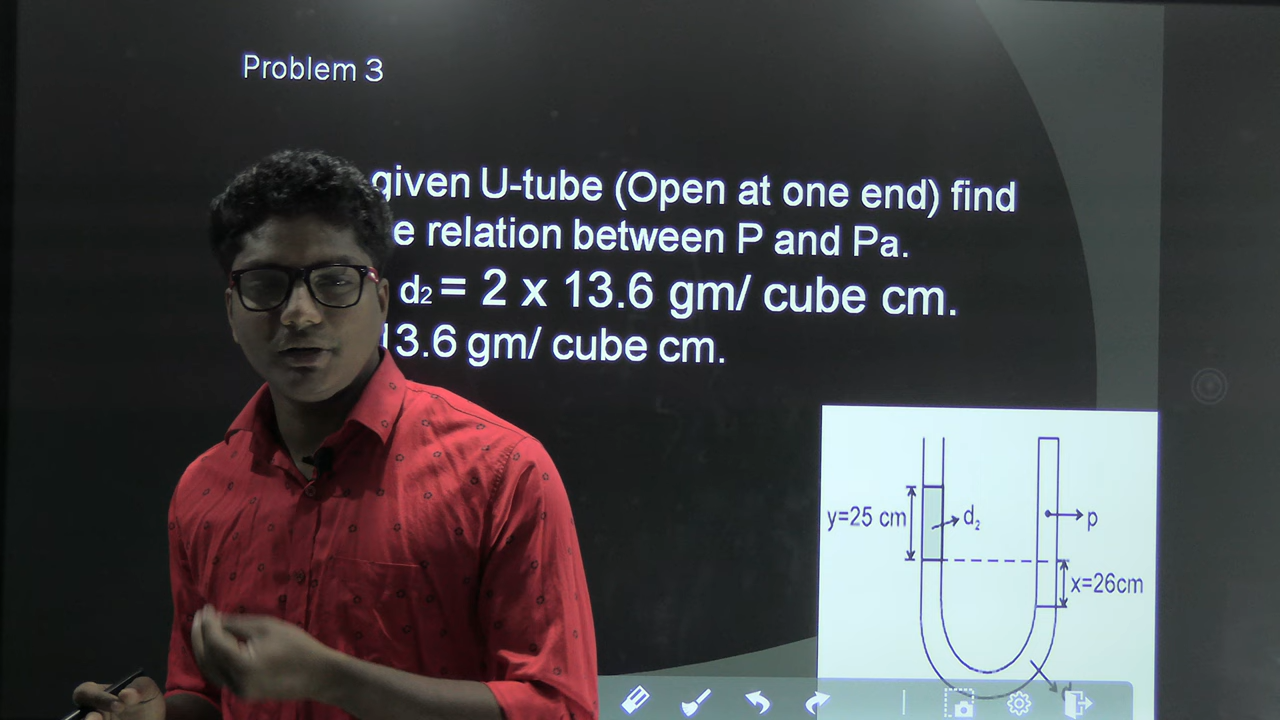 Problem 3
given U-tube (Open at one end) find
e relation between P and Pa.
d₂ = 2 x 13.6 gm/ cube cm.
13.6 gm/ cube cm.
y=25 cm
d₂
p
x=26cm